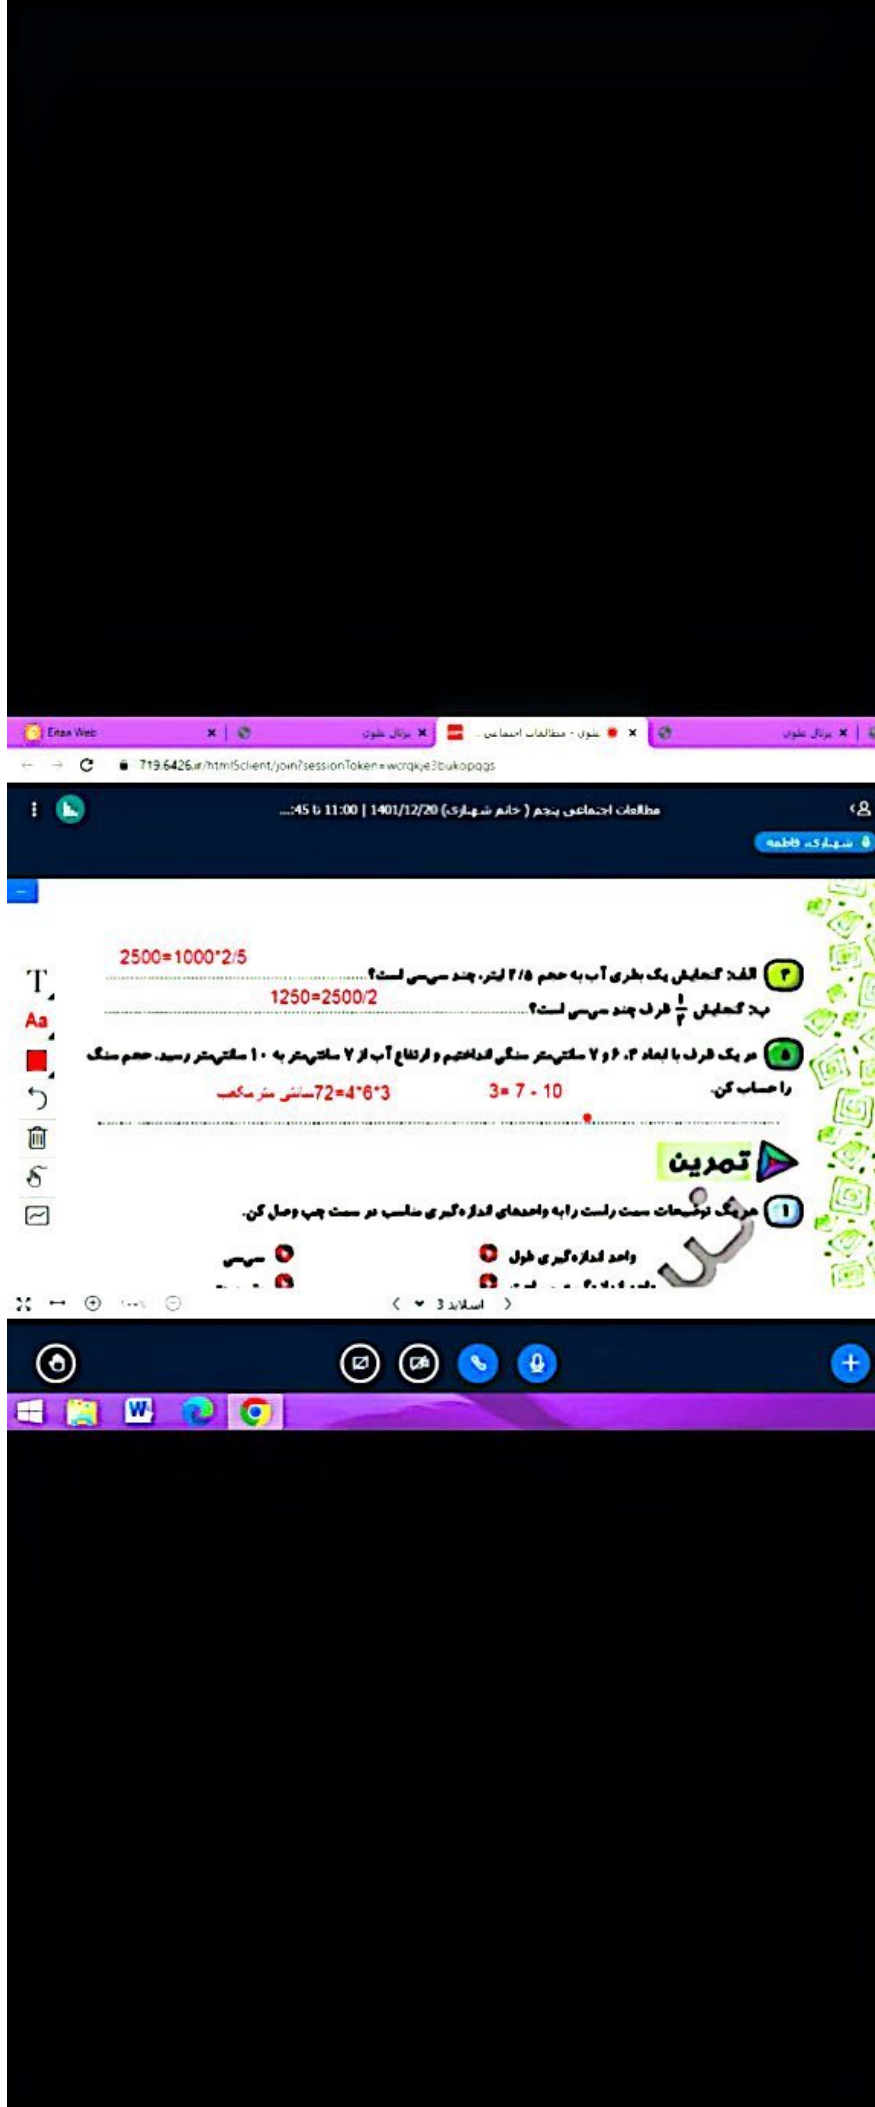 Eitaa Web
پرتال علوی
علوی - مطالعات اجتماعی ...
پرتال علوی
719.6426.ir/html5client/join?sessionToken=wcrqkje3bukopqgs
مطالعات اجتماعی پنجم ( خانم شهبازی) 1401/12/20 | 11:00 تا 45:...
شهبازی، فاطمه
2500=1000*2/5
۴ الف: گنجایش یک بطری آب به حجم ۲/۵ لیتر، چند سی‌سی است؟
1250=2500/2
ب: گنجایش ۱/۲ ظرف چند سی‌سی است؟
۵ در یک ظرف با ابعاد ۴، ۶ و ۷ سانتی‌متر سنگی انداختیم و ارتفاع آب از ۷ سانتی‌متر به ۱۰ سانتی‌متر رسید. حجم سنگ
را حساب کن.
3= 7 - 10
72=4*6*3سانتی متر مکعب
T
Aa
تمرین
۱ هر یک توضیحات سمت راست را به واحدهای اندازه‌گیری مناسب در سمت چپ وصل کن.
واحد اندازه‌گیری طول
سی‌سی
اسلاید 3
۱۰۰%